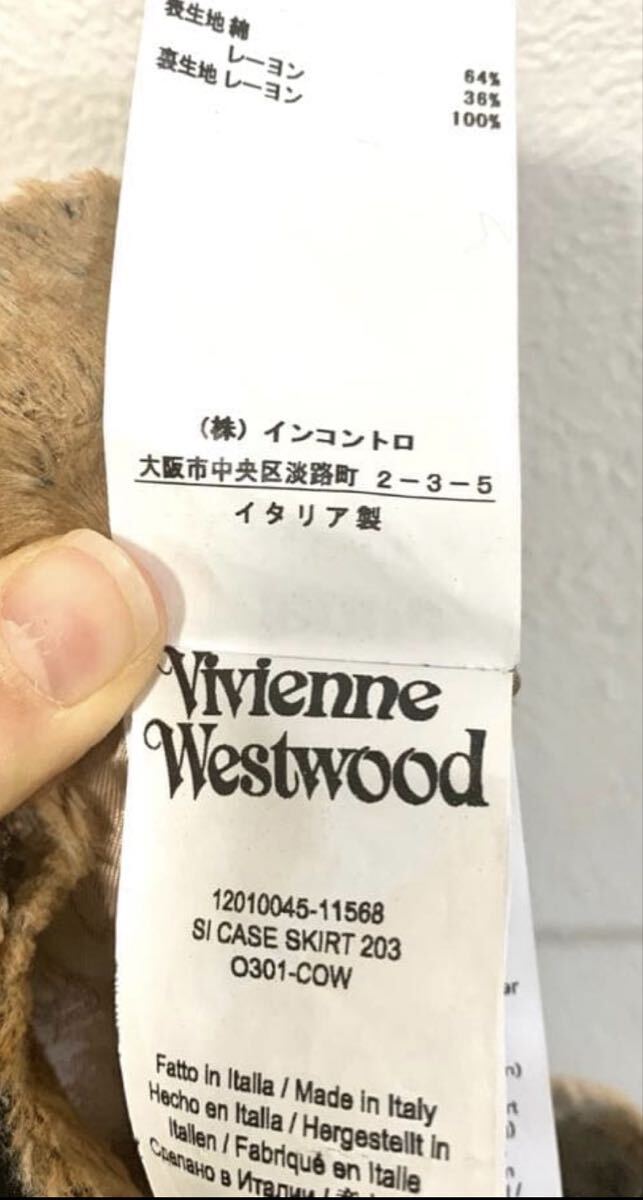 表生地 綿 64%
レーヨン 36%
裏生地 レーヨン 100%
(株) インコントロ
大阪市中央区淡路町 2-3-5
イタリア製
Vivienne
Westwood
12010045-11568
SI CASE SKIRT 203
O301-COW
Fatto in Italia / Made in Italy
Hecho en Italia / Hergestellt in
Italien / Fabriqué en Italie
Сделано в Италии /